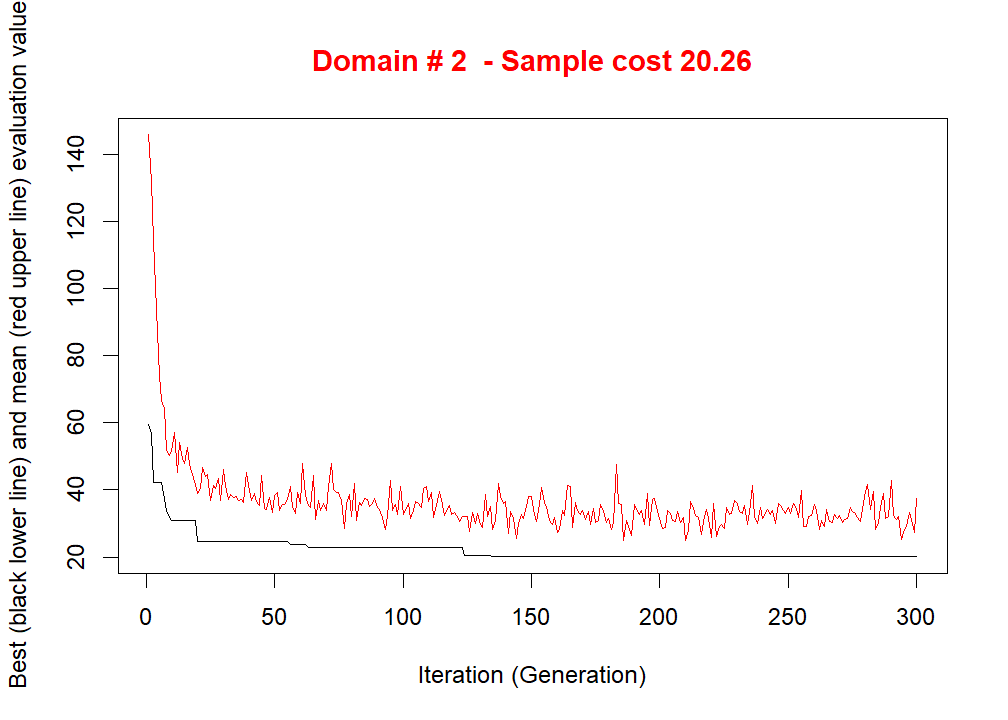 Domain # 2  - Sample cost 20.26
Best (black lower line) and mean (red upper line) evaluation value
140
120
100
80
60
40
20
0 50 100 150 200 250 300
Iteration (Generation)